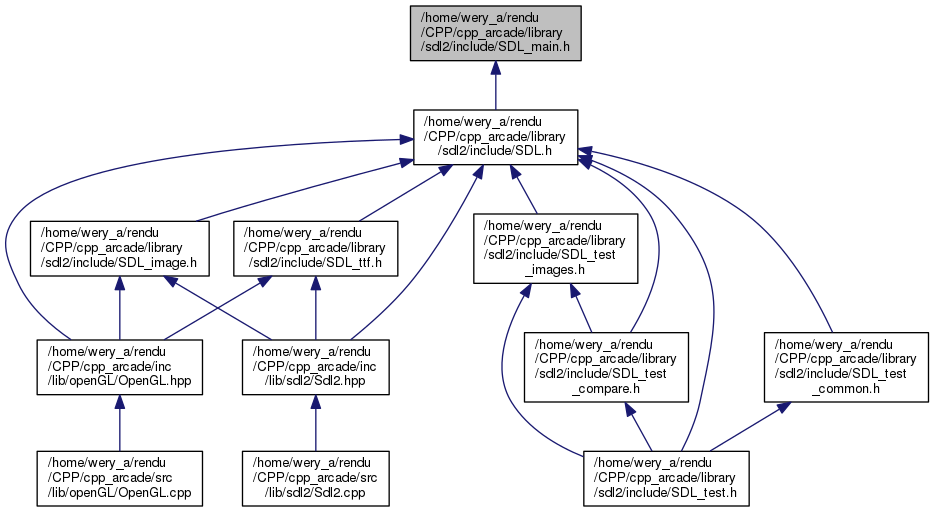 /home/wery_a/rendu
/CPP/cpp_arcade/library
/sdl2/include/SDL_main.h
/home/wery_a/rendu
/CPP/cpp_arcade/library
/sdl2/include/SDL.h
/home/wery_a/rendu
/CPP/cpp_arcade/library
/sdl2/include/SDL_image.h
/home/wery_a/rendu
/CPP/cpp_arcade/library
/sdl2/include/SDL_ttf.h
/home/wery_a/rendu
/CPP/cpp_arcade/library
/sdl2/include/SDL_test
_images.h
/home/wery_a/rendu
/CPP/cpp_arcade/inc
/lib/openGL/OpenGL.hpp
/home/wery_a/rendu
/CPP/cpp_arcade/inc
/lib/sdl2/Sdl2.hpp
/home/wery_a/rendu
/CPP/cpp_arcade/library
/sdl2/include/SDL_test
_compare.h
/home/wery_a/rendu
/CPP/cpp_arcade/library
/sdl2/include/SDL_test
_common.h
/home/wery_a/rendu
/CPP/cpp_arcade/src
/lib/openGL/OpenGL.cpp
/home/wery_a/rendu
/CPP/cpp_arcade/src
/lib/sdl2/Sdl2.cpp
/home/wery_a/rendu
/CPP/cpp_arcade/library
/sdl2/include/SDL_test.h